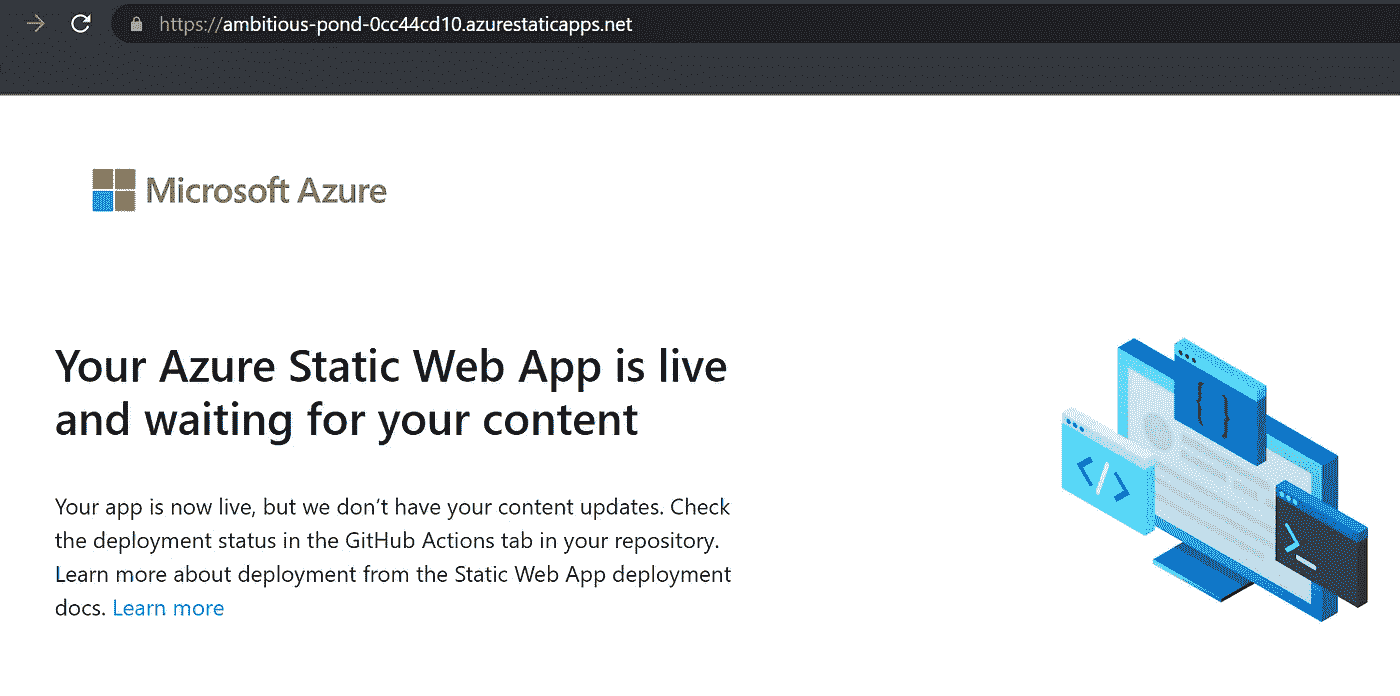 https://ambitious-pond-0cc44cd10.azurestaticapps.net
Microsoft Azure
Your Azure Static Web App is live
and waiting for your content
Your app is now live, but we don’t have your content updates. Check
the deployment status in the GitHub Actions tab in your repository.
Learn more about deployment from the Static Web App deployment
docs. Learn more